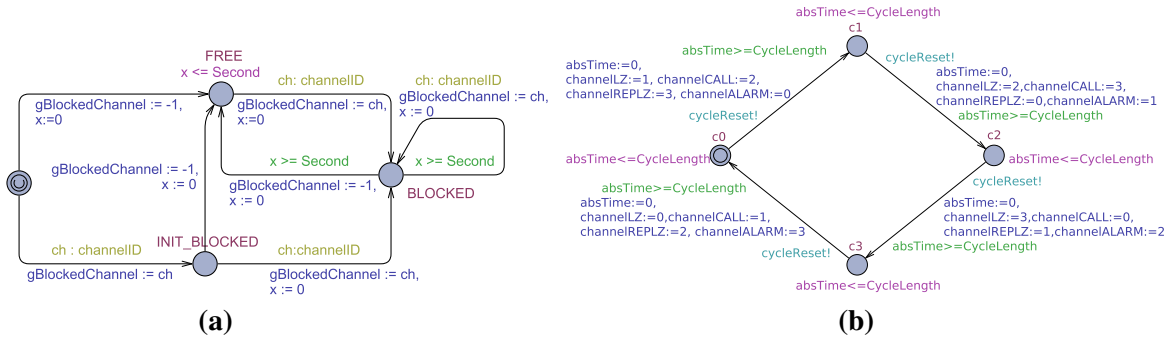 FREE
x <= Second
ch: channelID
gBlockedChannel := -1,
x:=0
gBlockedChannel := ch,
x:=0
ch: channelID
gBlockedChannel := ch,
x := 0
gBlockedChannel := -1,
x := 0
x >= Second
gBlockedChannel := -1,
x := 0
x >= Second
BLOCKED
INIT_BLOCKED
ch : channelID
gBlockedChannel := ch
ch:channelID
gBlockedChannel := ch,
x := 0
(a)
absTime<=CycleLength
c1
absTime>=CycleLength
absTime:=0,
channelLZ:=1, channelCALL:=2,
channelREPLZ:=3, channelALARM:=0
cycleReset!
cycleReset!
absTime:=0,
channelLZ:=2,channelCALL:=3,
channelREPLZ:=0,channelALARM:=1
absTime>=CycleLength
c0
absTime<=CycleLength
c2
absTime<=CycleLength
absTime>=CycleLength
absTime:=0,
channelLZ:=0,channelCALL:=1,
channelREPLZ:=2, channelALARM:=3
cycleReset!
cycleReset!
absTime:=0,
channelLZ:=3,channelCALL:=0,
channelREPLZ:=1,channelALARM:=2
absTime>=CycleLength
c3
absTime<=CycleLength
(b)